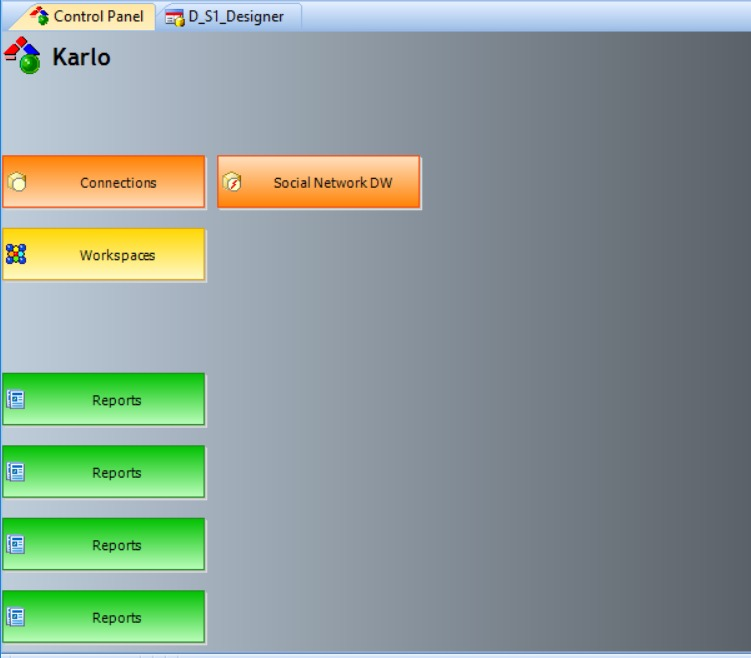 Control Panel D_S1_Designer
Karlo
Connections Social Network DW
Workspaces
Reports
Reports
Reports
Reports